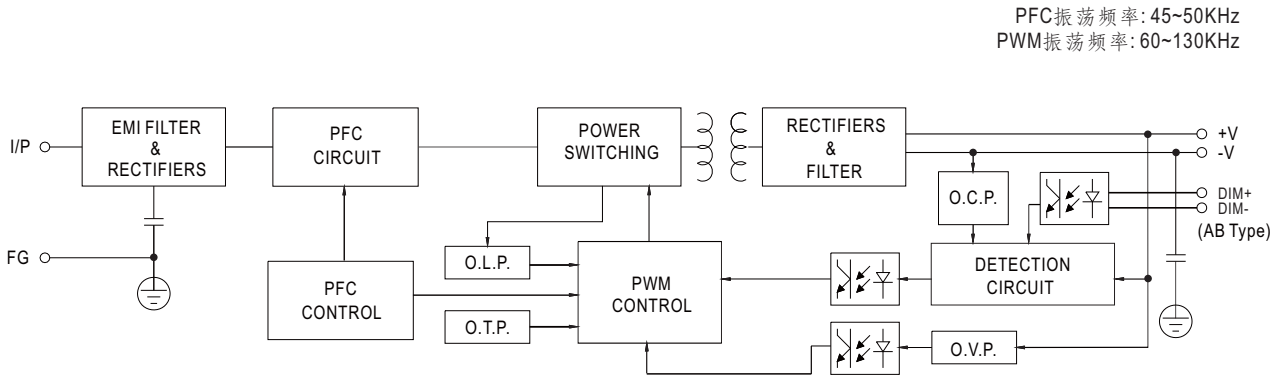 PFC振荡频率: 45~50KHz
PWM振荡频率: 60~130KHz
I/P
EMI FILTER
&
RECTIFIERS
PFC
CIRCUIT
POWER
SWITCHING
RECTIFIERS
&
FILTER
+V
-V
O.C.P.
DIM+
DIM-
(AB Type)
FG
O.L.P.
PFC
CONTROL
PWM
CONTROL
DETECTION
CIRCUIT
O.T.P.
O.V.P.